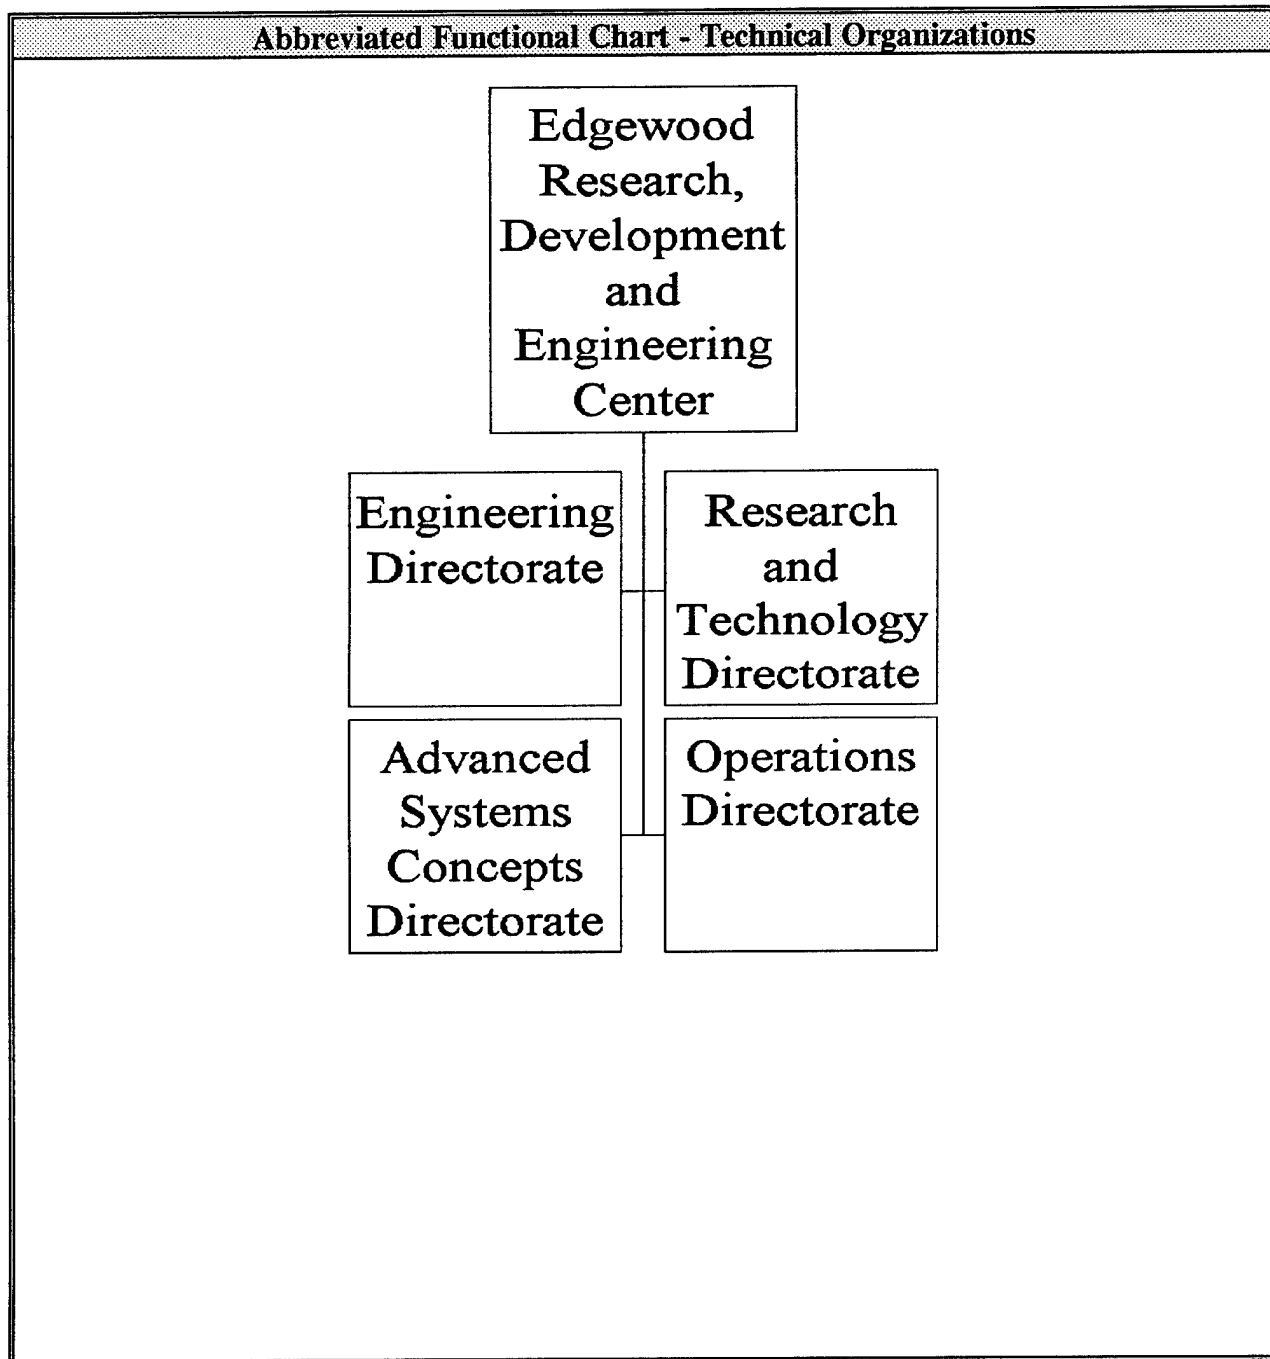 Abbreviated Functional Chart - Technical Organizations
Edgewood
Research,
Development
and
Engineering
Center
Engineering
Directorate
Research
and
Technology
Directorate
Advanced
Systems
Concepts
Directorate
Operations
Directorate